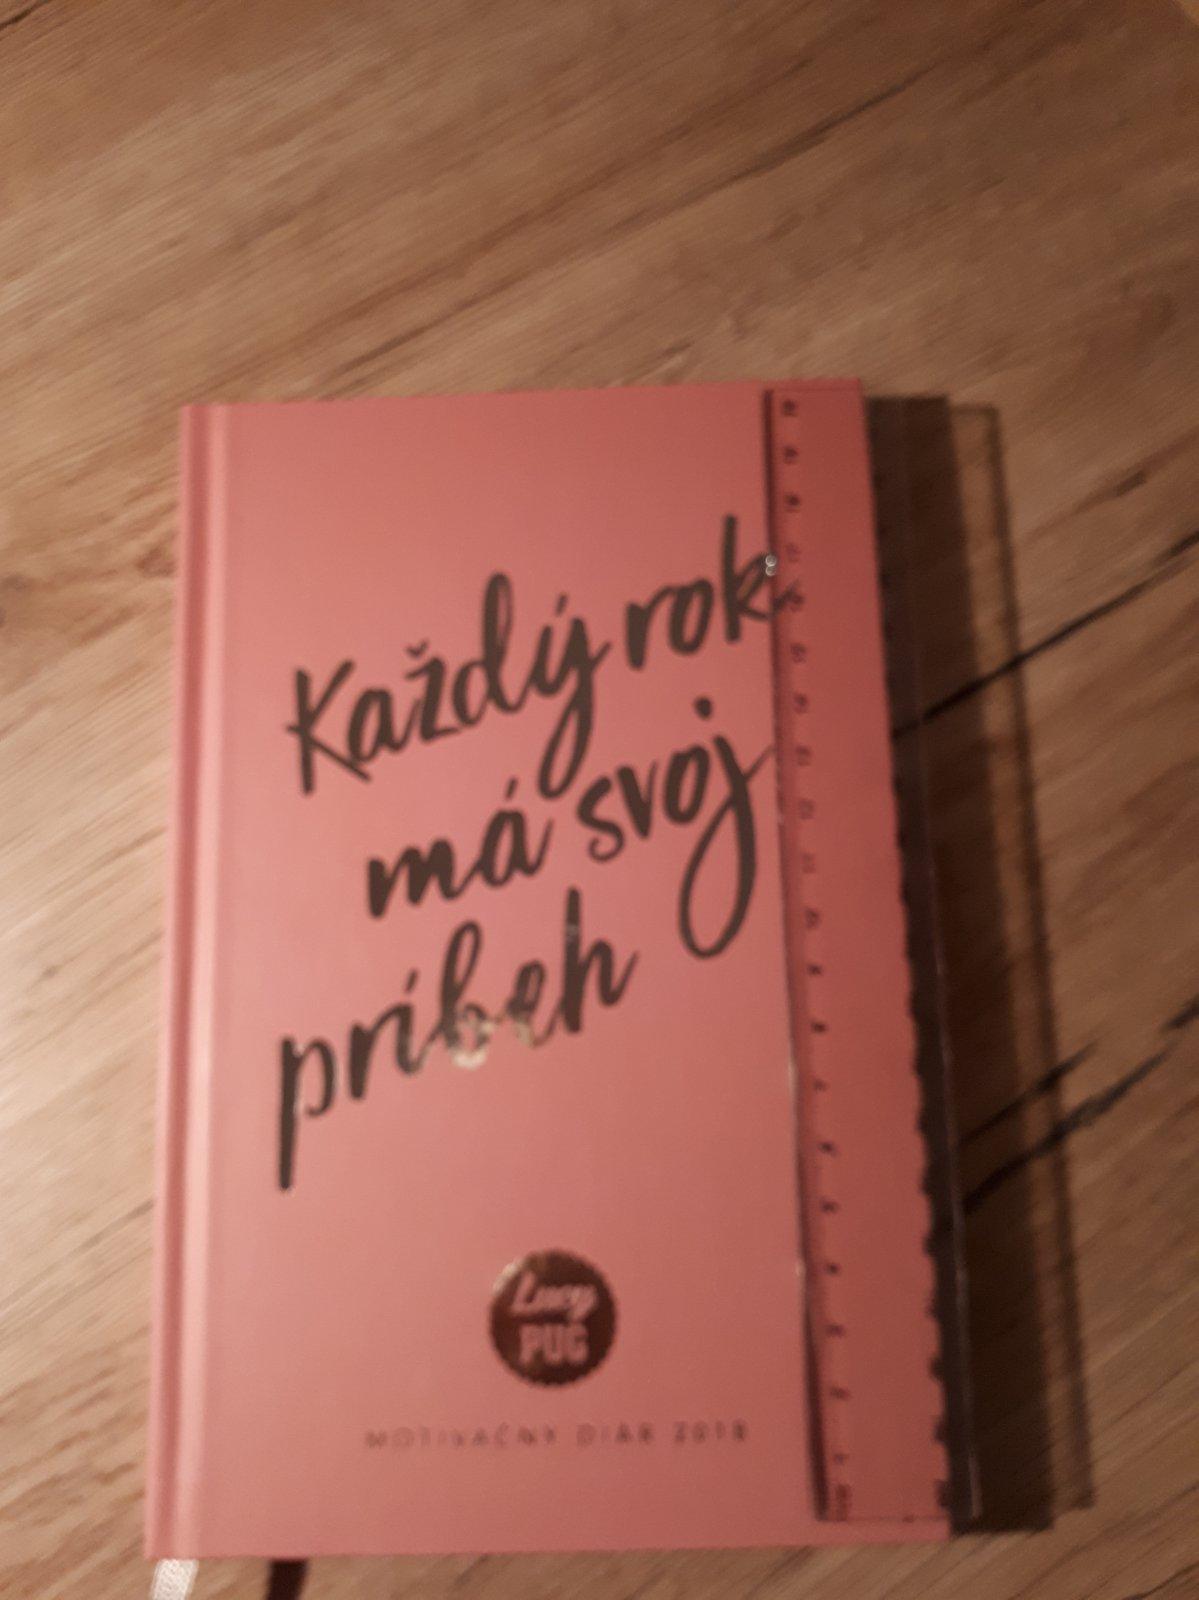 Každý rok
má svoj
príbeh
Lucy
PUG
MOTIVAČNÝ DIÁR 2018